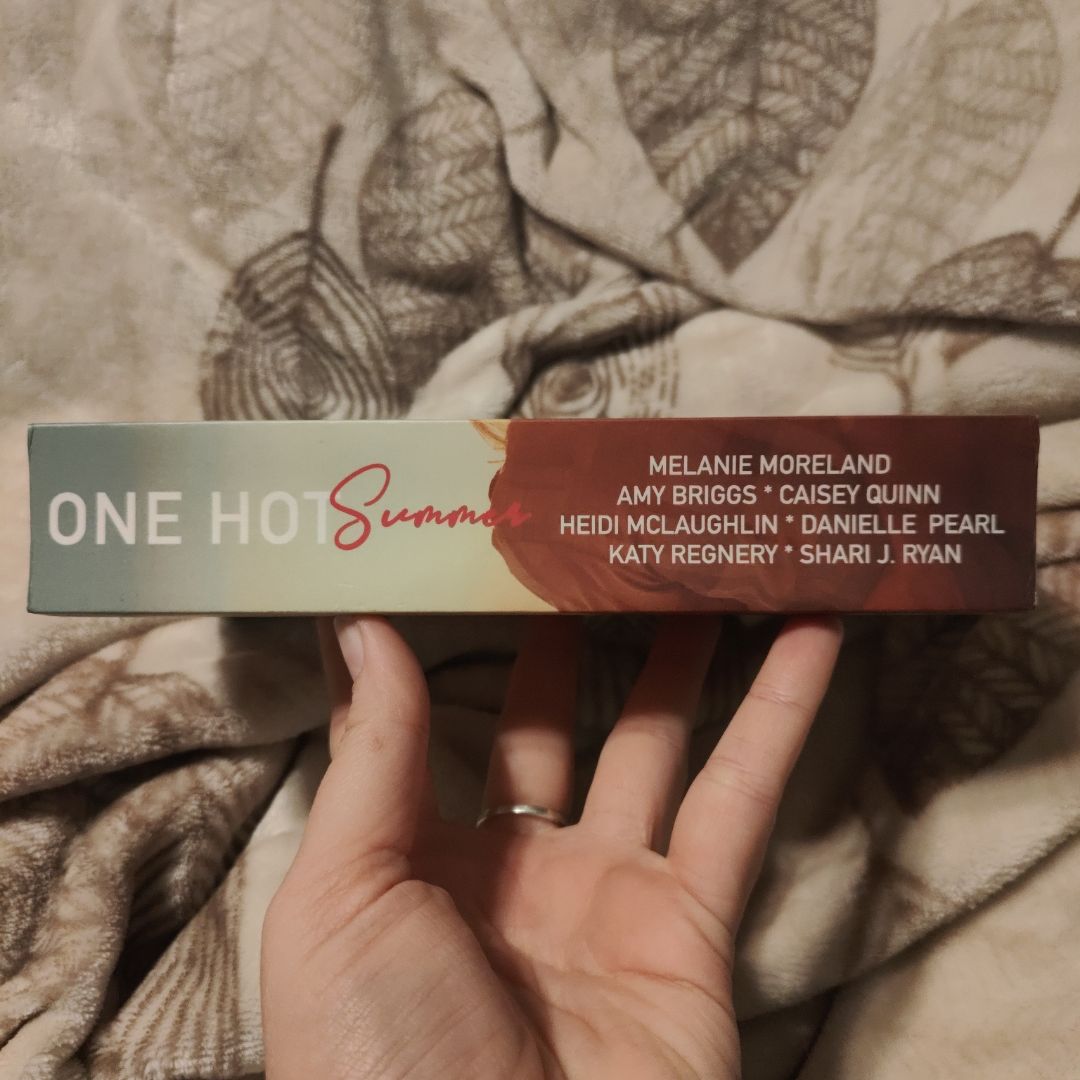 ONE HOT Summer
MELANIE MORELAND
AMY BRIGGS * CAISEY QUINN
HEIDI MCLAUGHLIN * DANIELLE PEARL
KATY REGNERY * SHARI J. RYAN